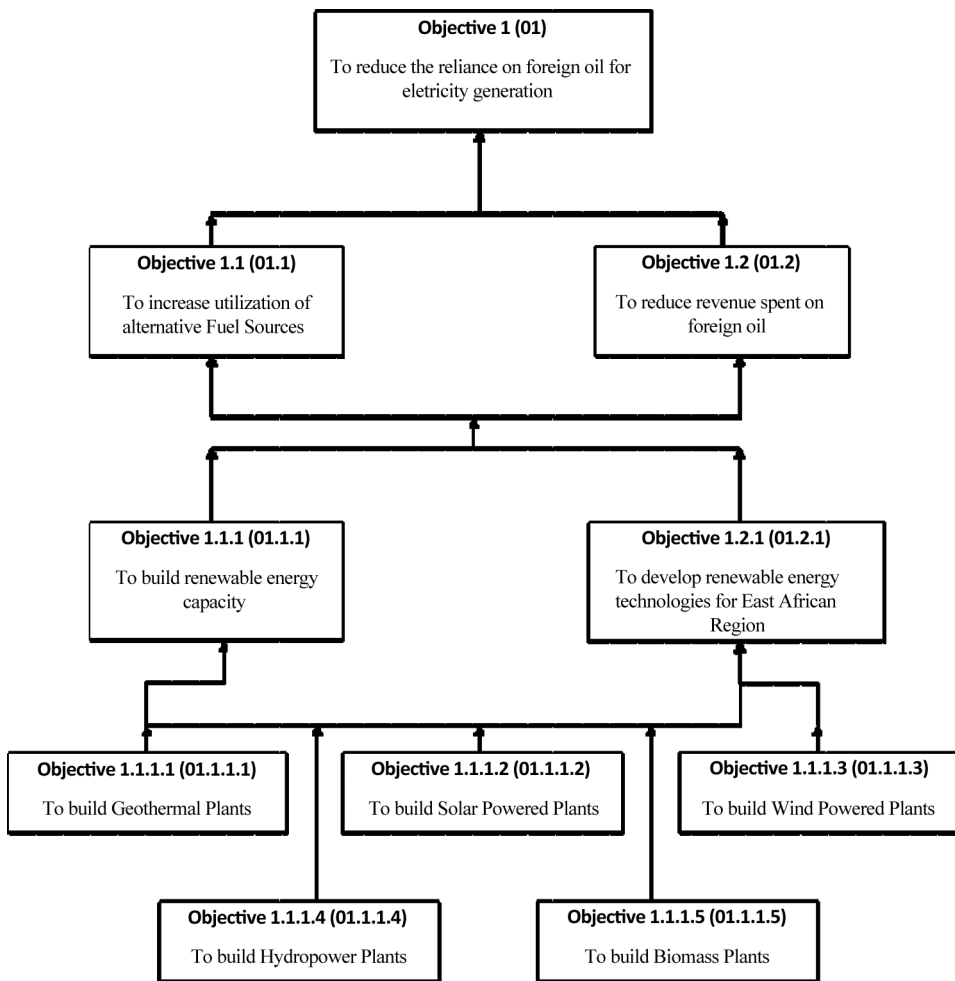 Objective 1 (01)
To reduce the reliance on foreign oil for
eletricity generation
Objective 1.1 (01.1)
To increase utilization of
alternative Fuel Sources
Objective 1.2 (01.2)
To reduce revenue spent on
foreign oil
Objective 1.1.1 (01.1.1)
To build renewable energy
capacity
Objective 1.2.1 (01.2.1)
To develop renewable energy
technologies for East African
Region
Objective 1.1.1.1 (01.1.1.1)
To build Geothermal Plants
Objective 1.1.1.2 (01.1.1.2)
To build Solar Powered Plants
Objective 1.1.1.3 (01.1.1.3)
To build Wind Powered Plants
Objective 1.1.1.4 (01.1.1.4)
To build Hydropower Plants
Objective 1.1.1.5 (01.1.1.5)
To build Biomass Plants